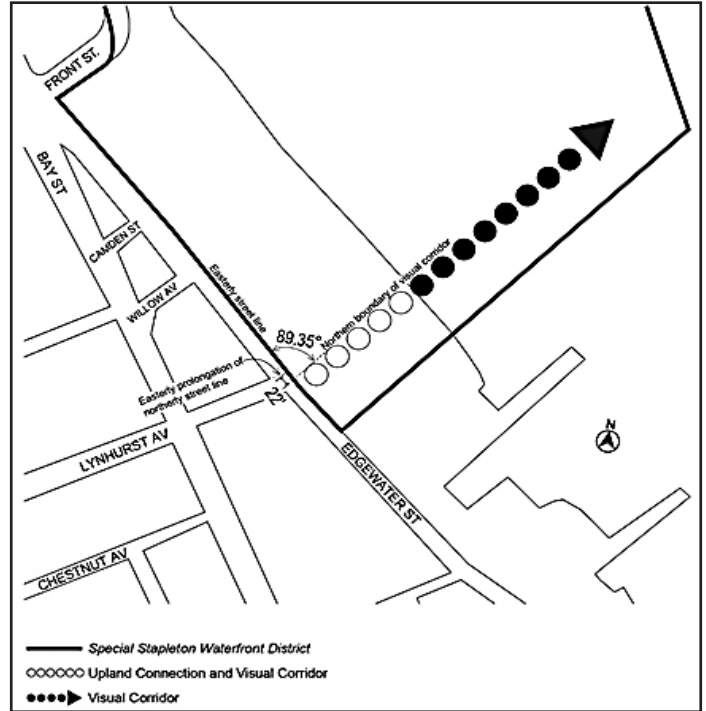 FRONT ST.
BAY ST
CAMDEN ST
WILLOW AV
Easterly street line
Northern boundary of visual corridor
89.35°
Easterly prolongation of
northerly street line
22'
LYNHURST AV
EDGEWATER ST
CHESTNUT AV
N
Special Stapleton Waterfront District
Upland Connection and Visual Corridor
Visual Corridor